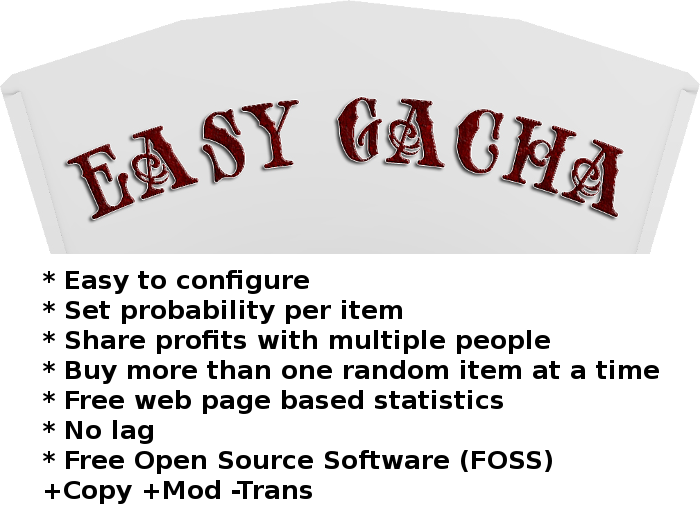 EASY GACHA
* Easy to configure
* Set probability per item
* Share profits with multiple people
* Buy more than one random item at a time
* Free web page based statistics
* No lag
* Free Open Source Software (FOSS)
+Copy +Mod -Trans